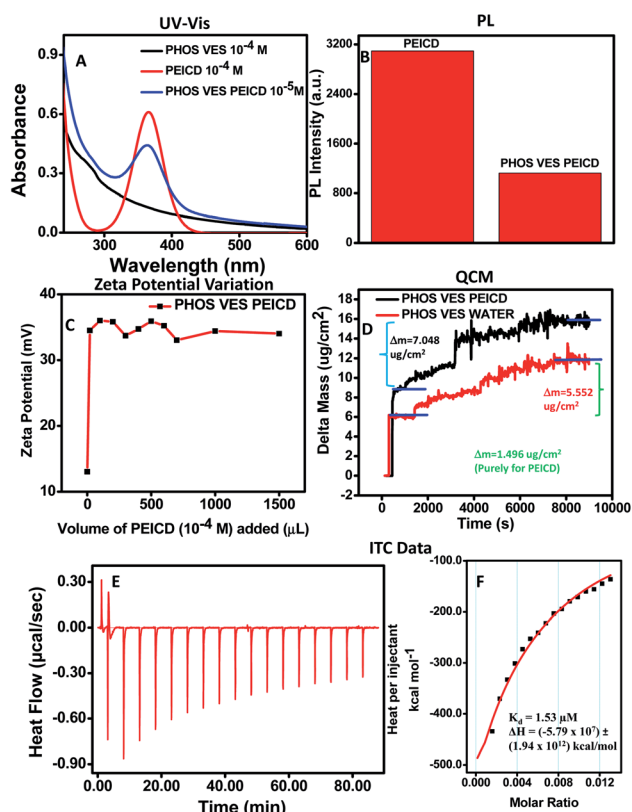 UV-Vis
PL
A
PHOS VES 10⁻⁴ M
PEICD 10⁻⁴ M
PHOS VES PEICD 10⁻⁵M
0.9
0.6
0.3
0.0
Absorbance
300 400 500 600
Wavelength (nm)
B
PEICD
PHOS VES PEICD
3200
2400
1600
800
0
PL Intensity (a.u.)
Zeta Potential Variation
C
PHOS VES PEICD
40
30
20
10
Zeta Potential (mV)
0 500 1000 1500
Volume of PEICD (10⁻⁴ M) added (µL)
QCM
D
PHOS VES PEICD
PHOS VES WATER
18
16
14
12
10
8
6
4
2
0
-2
Delta Mass (ug/cm²)
Δm=7.048
ug/cm²
Δm=5.552
ug/cm²
Δm=1.496 ug/cm²
(Purely for PEICD)
0 2000 4000 6000 8000 10000
Time (s)
ITC Data
E
0.30
0.00
-0.30
-0.60
-0.90
Heat Flow (µcal/sec)
0.00 20.00 40.00 60.00 80.00
Time (min)
F
-100.0
-200.0
-300.0
-400.0
-500.0
Heat per injectant
kcal mol⁻¹
K_d = 1.53 µM
ΔH = (-5.79 x 10⁷) ±
(1.94 x 10¹²) kcal/mol
0.000 0.004 0.008 0.012
Molar Ratio